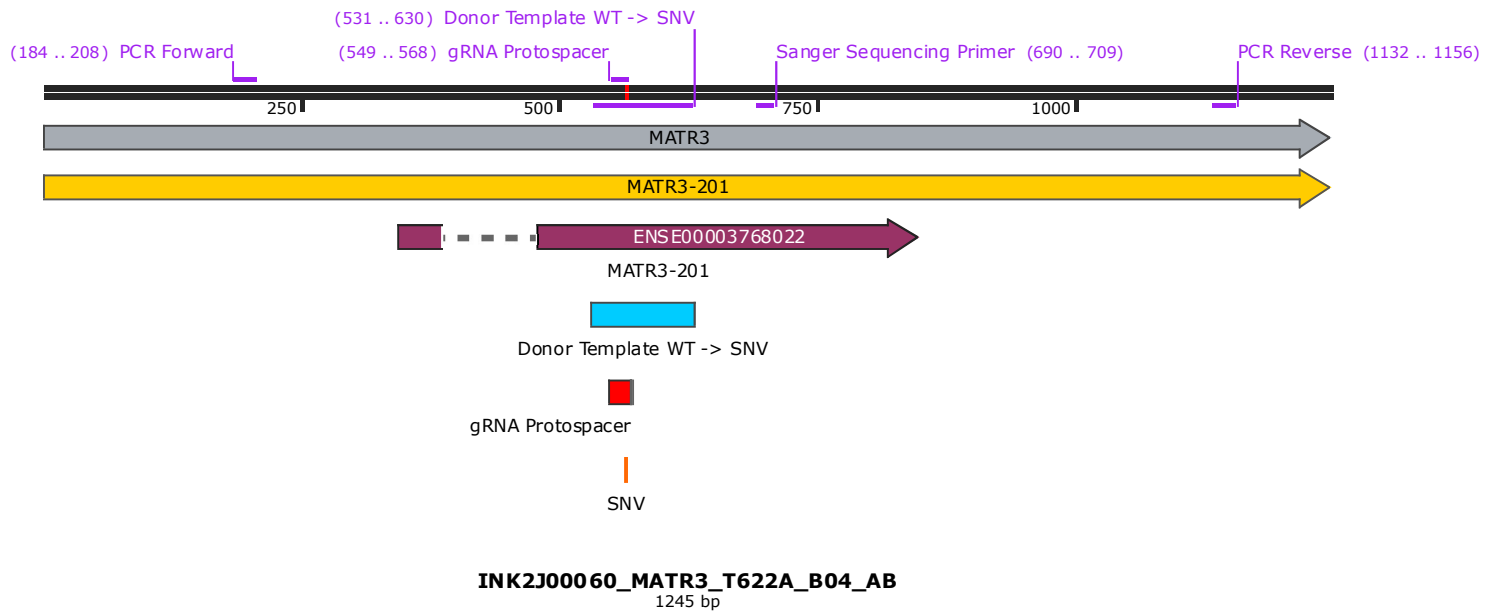 (531 .. 630) Donor Template WT -> SNV
(184 .. 208) PCR Forward
(549 .. 568) gRNA Protospacer
Sanger Sequencing Primer (690 .. 709)
PCR Reverse (1132 .. 1156)
250
500
750
1000
MATR3
MATR3-201
ENSE00003768022
MATR3-201
Donor Template WT -> SNV
gRNA Protospacer
SNV
INK2J00060_MATR3_T622A_B04_AB
1245 bp